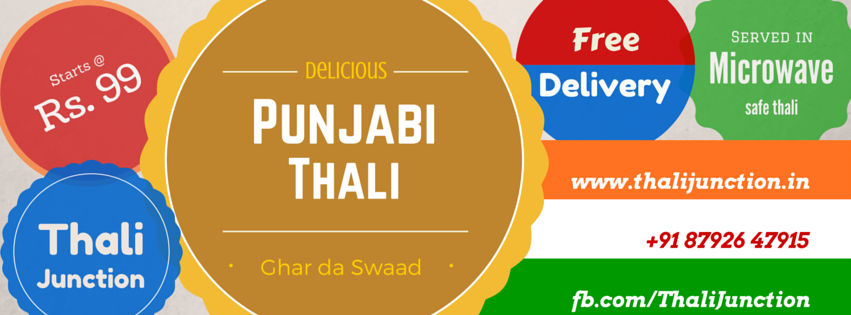 Starts @
Rs. 99
Thali
Junction
Delicious
Punjabi
Thali
Ghar da Swaad
Free
Delivery
Served in
Microwave
safe thali
www.thalijunction.in
+91 87926 47915
fb.com/ThaliJunction